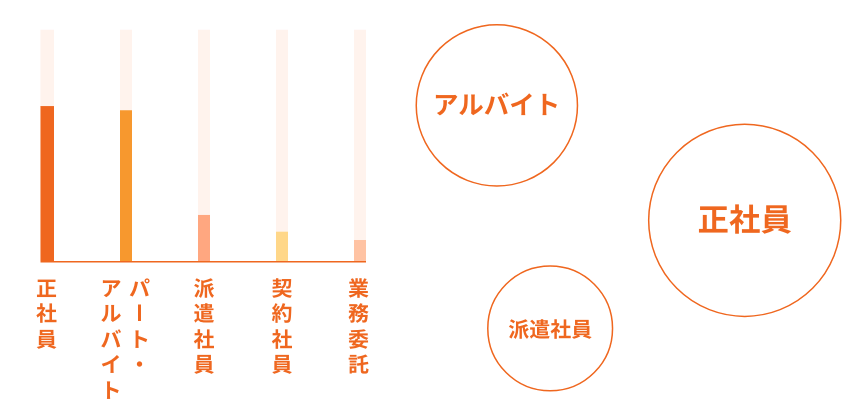 正社員
パート・
アルバイト
派遣社員
契約社員
業務委託
アルバイト
正社員
派遣社員